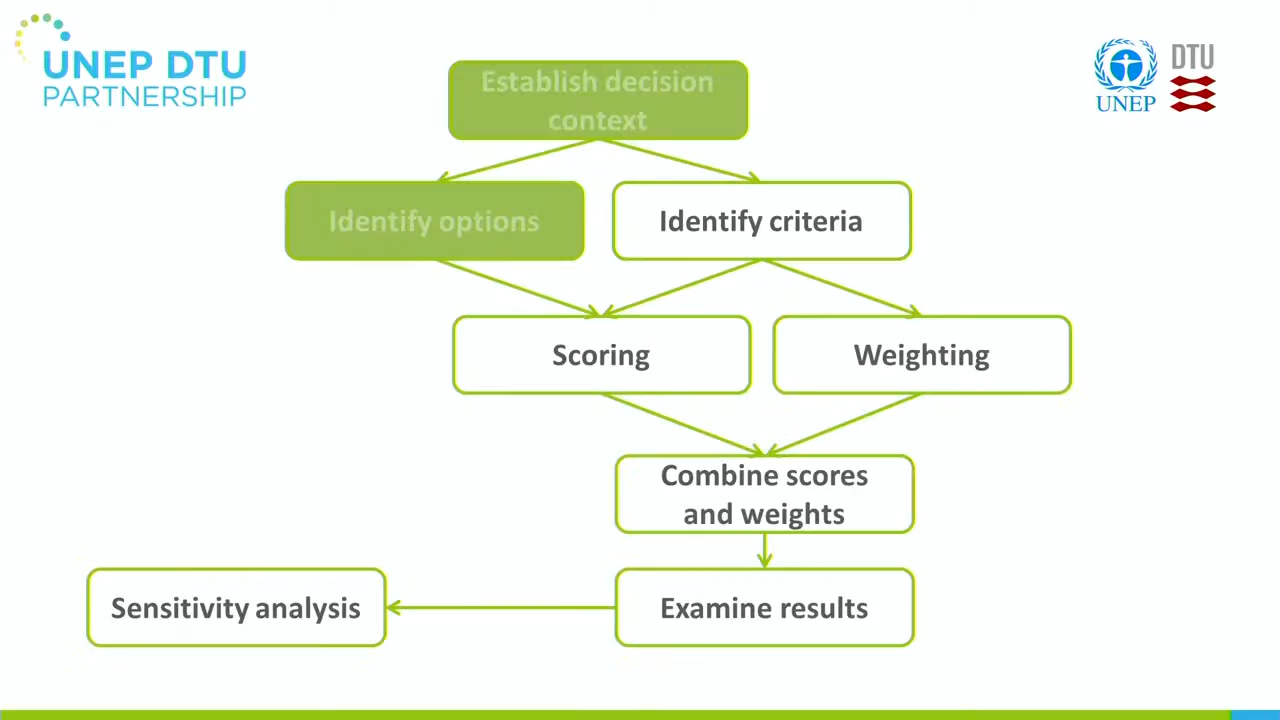 UNEP DTU
PARTNERSHIP
UNEP
DTU
Establish decision
context
Identify options
Identify criteria
Scoring
Weighting
Combine scores
and weights
Sensitivity analysis
Examine results